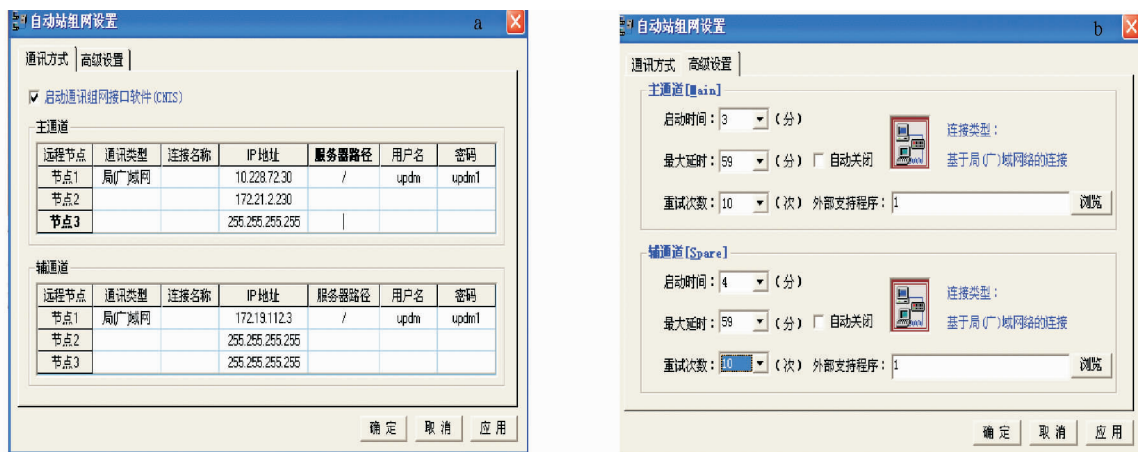 自动站组网设置 a
通讯方式 高级设置
启动通讯组网接口软件(CNIS)
主通道
远程节点 通讯类型 连接名称 IP地址 服务器路径 用户名 密码
节点1 局(广)域网 10.228.72.30 / updm updm1
节点2 172.21.2.230
节点3 255.255.255.255
辅通道
远程节点 通讯类型 连接名称 IP地址 服务器路径 用户名 密码
节点1 局(广)域网 172.19.112.3 / updm updm1
节点2 255.255.255.255
节点3 255.255.255.255
确定 取消 应用
自动站组网设置 b
通讯方式 高级设置
主通道[Main]
启动时间: 3 (分)
连接类型:
最大延时: 59 (分) 自动关闭 基于局(广)域网络的连接
重试次数: 10 (次) 外部支持程序: 1 浏览
辅通道[Spare]
启动时间: 4 (分)
连接类型:
最大延时: 59 (分) 自动关闭 基于局(广)域网络的连接
重试次数: 10 (次) 外部支持程序: 1 浏览
确定 取消 应用